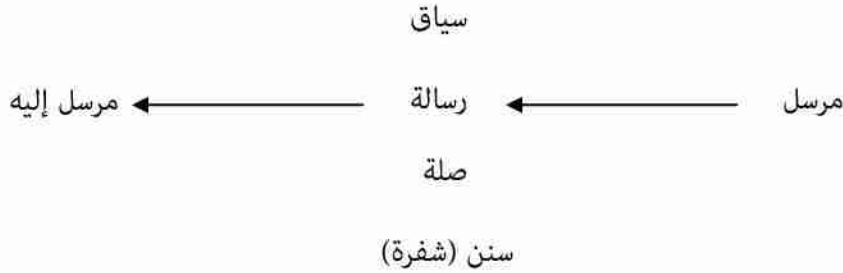 سياق
مرسل رسالة مرسل إليه
صلة
سنن (شفرة)